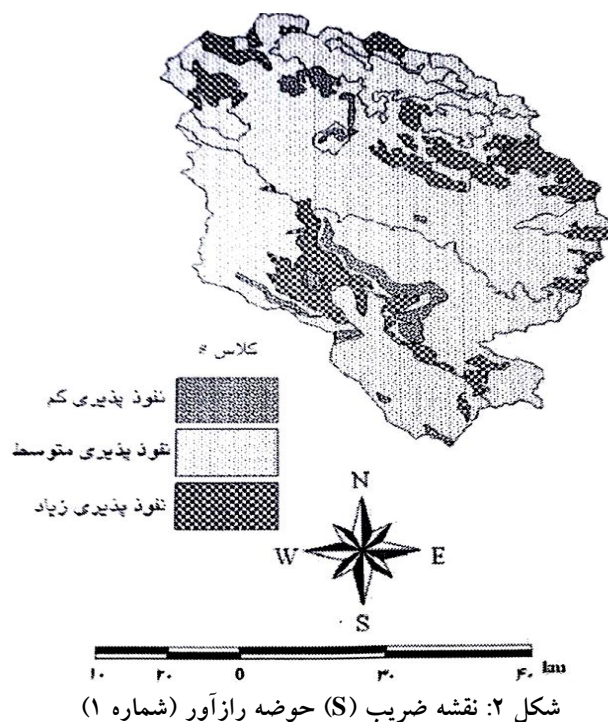 کلاس s
نفوذ پذیری کم
نفوذ پذیری متوسط
نفوذ پذیری زیاد
N
W E
S
۱۰ ۲۰ ۰ ۳۰ ۴۰ km
شکل ۲: نقشه ضریب (S) حوضه رازآور (شماره ۱)